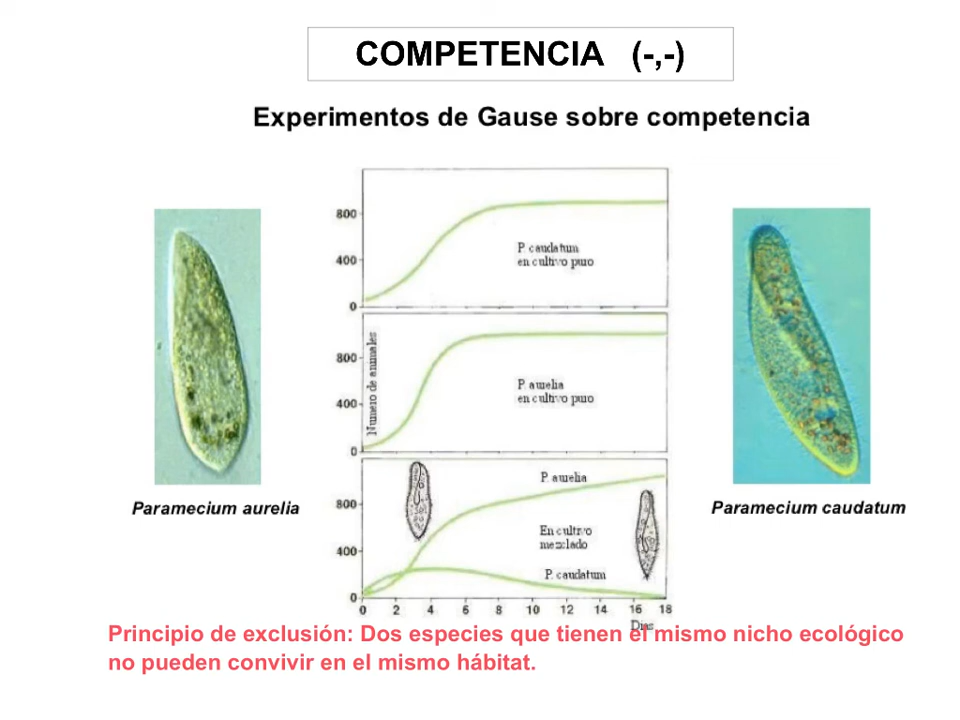 COMPETENCIA (-,-)
Experimentos de Gause sobre competencia
800
400
0
P. caudatum
en cultivo puro
Numero de animales
800
400
0
P. aurelia
en cultivo puro
800
400
0
P. aurelia
En cultivo
mezclado
P. caudatum
0 2 4 6 8 10 12 14 16 18
Dias
Paramecium aurelia
Paramecium caudatum
Principio de exclusión: Dos especies que tienen el mismo nicho ecológico
no pueden convivir en el mismo hábitat.